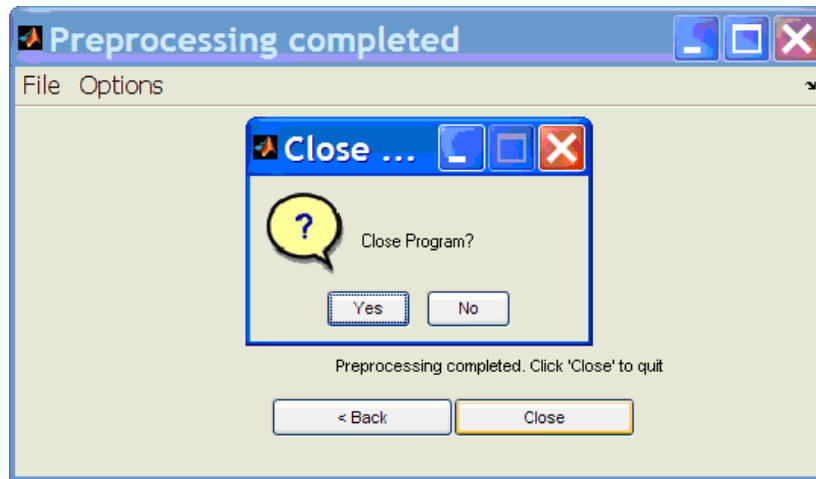 Preprocessing completed
File Options
Close ...
?
Close Program?
Yes No
Preprocessing completed. Click 'Close' to quit
< Back Close